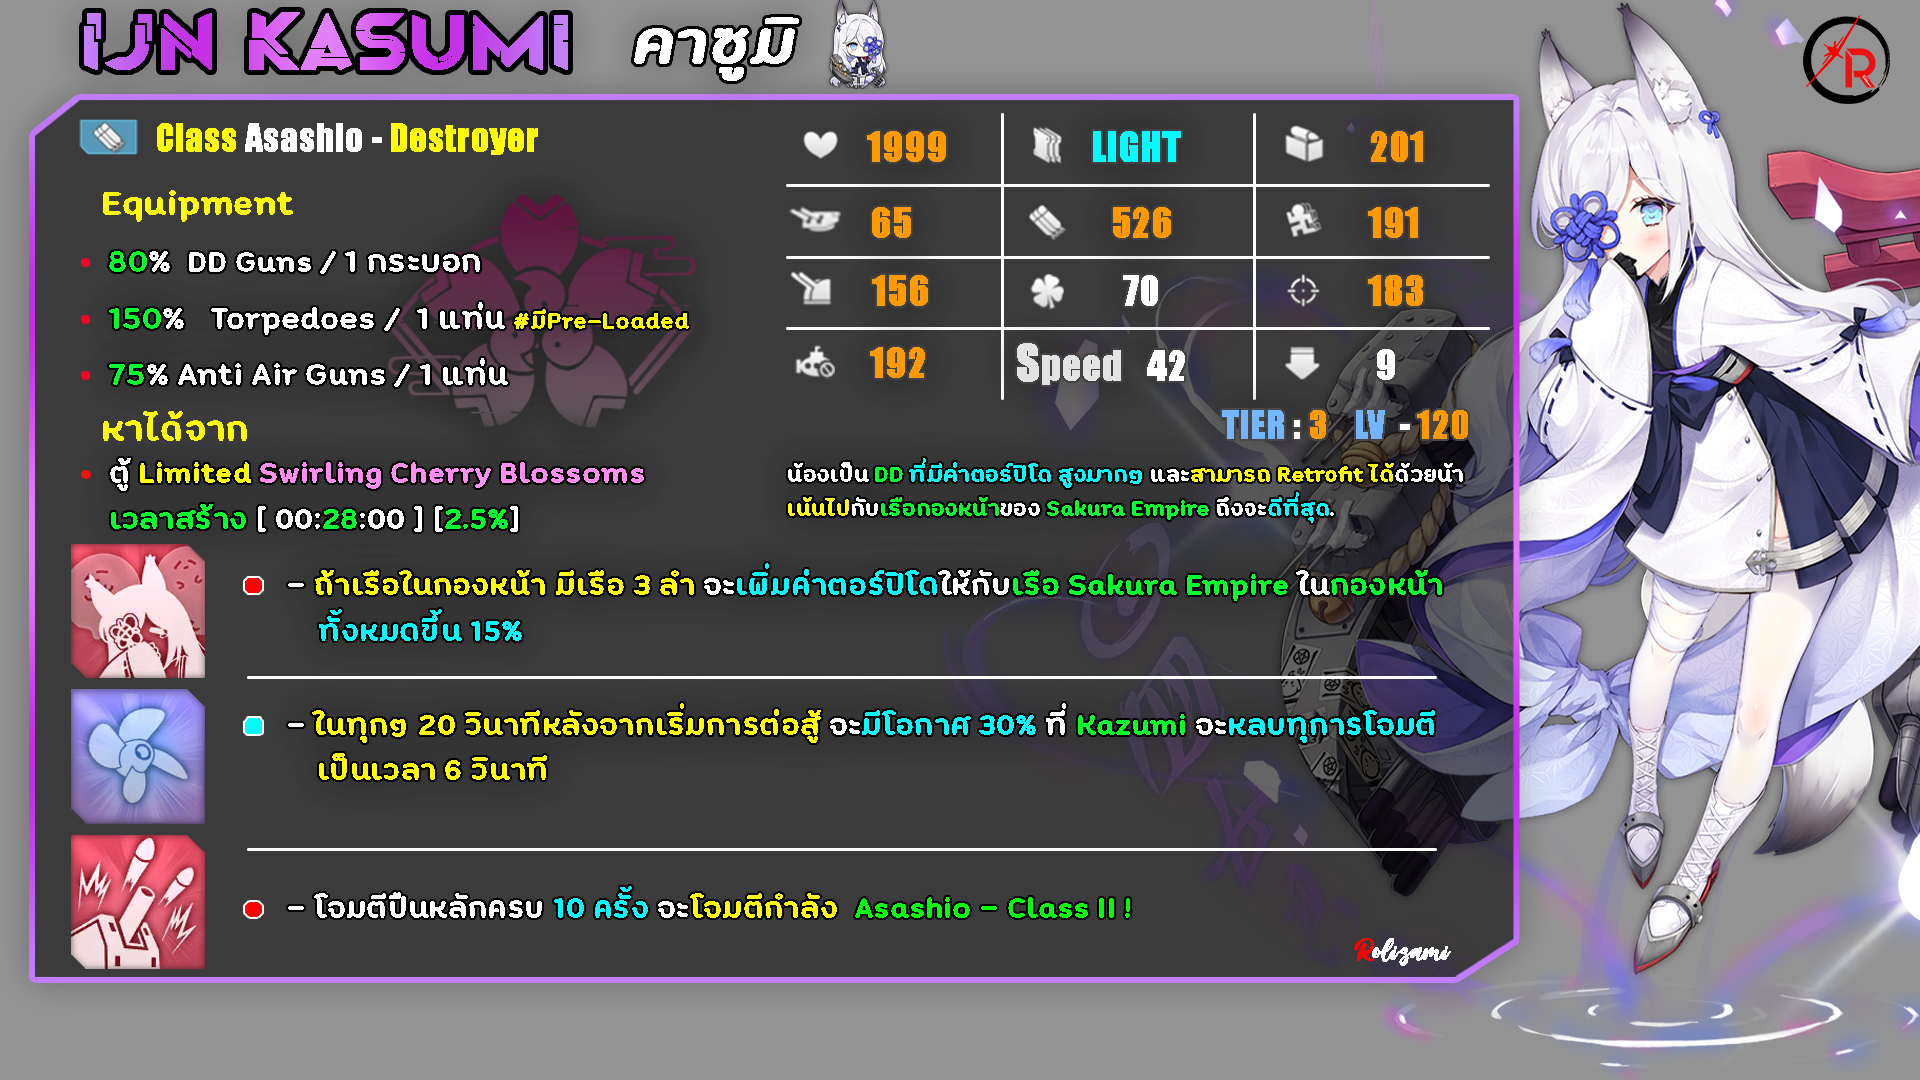 IJN KASUMI คาซูมิ
R
Class Asashio - Destroyer
Equipment
80% DD Guns / 1 กระบอก
150% Torpedoes / 1 แท่น #มีPre-Loaded
75% Anti Air Guns / 1 แท่น
หาได้จาก
ตู้ Limited Swirling Cherry Blossoms
เวลาสร้าง [ 00:28:00 ] [2.5%]
1999 LIGHT 201
65 526 191
156 70 183
192 Speed 42 9
TIER : 3 LV - 120
น้องเป็น DD ที่มีค่าตอร์ปิโด สูงมากๆ และสามารถ Retrofit ได้ด้วยน้า
เน้นไปกับเรือกองหน้าของ Sakura Empire ถึงจะดีที่สุด.
- ถ้าเรือในกองหน้า มีเรือ 3 ลำ จะเพิ่มค่าตอร์ปิโดให้กับเรือ Sakura Empire ในกองหน้า
ทั้งหมดขึ้น 15%
- ในทุกๆ 20 วินาทีหลังจากเริ่มการต่อสู้ จะมีโอกาศ 30% ที่ Kazumi จะหลบทุการโจมตี
เป็นเวลา 6 วินาที
- โจมตีปืนหลักครบ 10 ครั้ง จะโจมตีกำลัง Asashio - Class II !
Rolizami